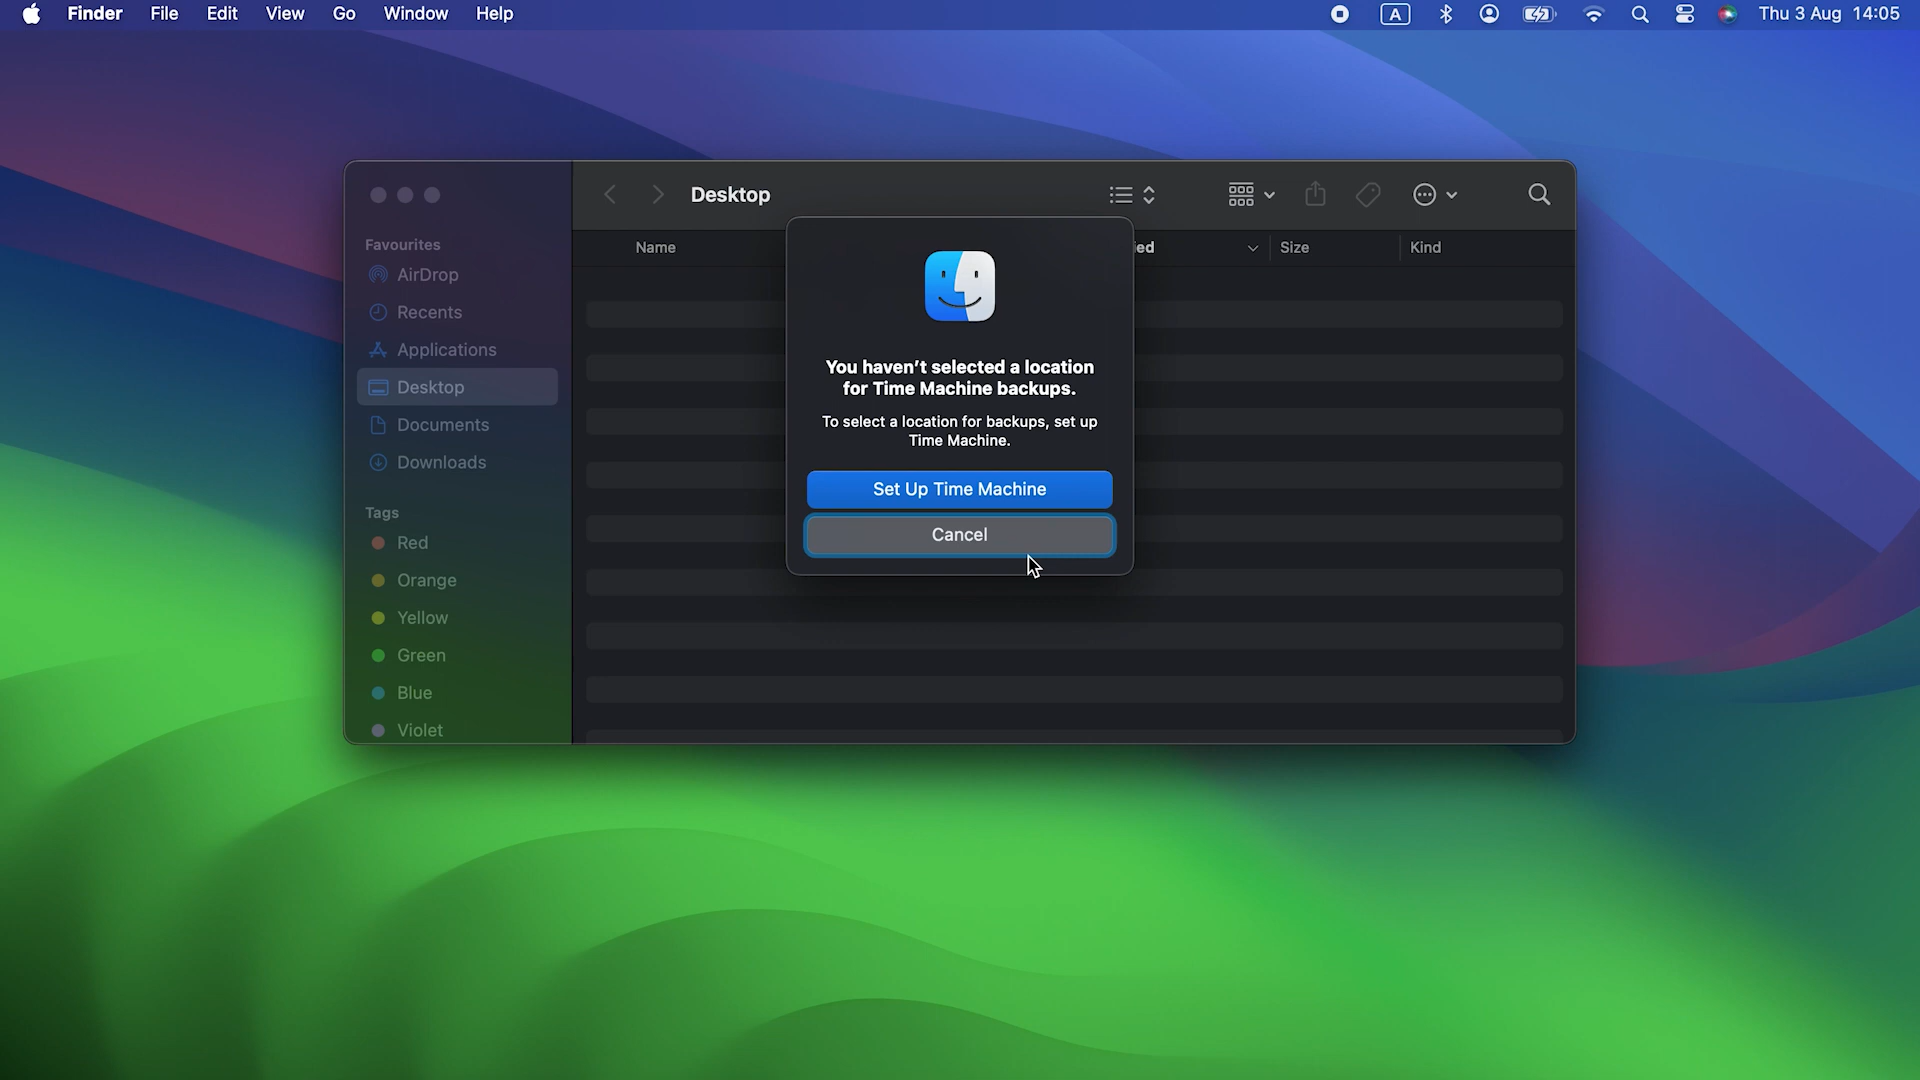 Finder File Edit View Go Window Help A Thu 3 Aug 14:05
Desktop
Favourites
AirDrop
Recents
Applications
Desktop
Documents
Downloads
Tags
Red
Orange
Yellow
Green
Blue
Violet
Name ied Size Kind
You haven't selected a location
for Time Machine backups.
To select a location for backups, set up
Time Machine.
Set Up Time Machine
Cancel